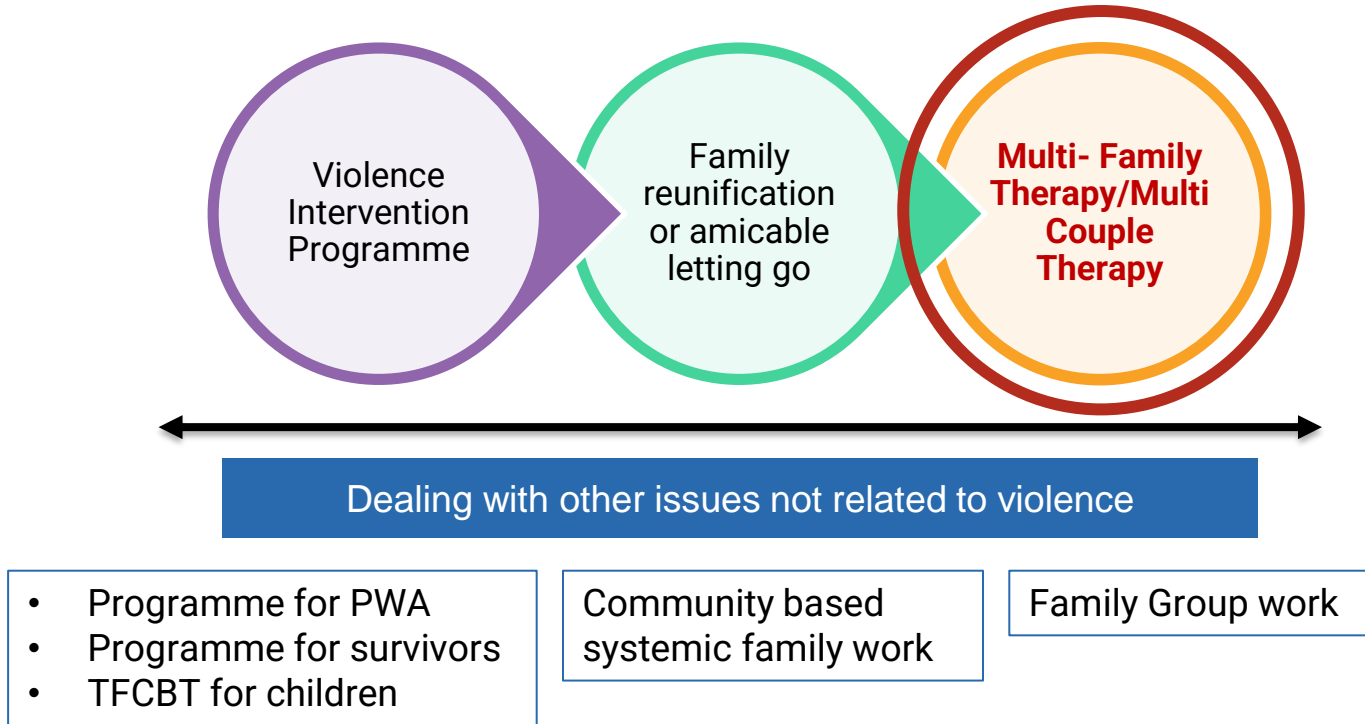 Violence
Intervention
Programme
Family
reunification
or amicable
letting go
Multi- Family
Therapy/Multi
Couple
Therapy
Dealing with other issues not related to violence
• Programme for PWA
• Programme for survivors
• TFCBT for children
Community based
systemic family work
Family Group work